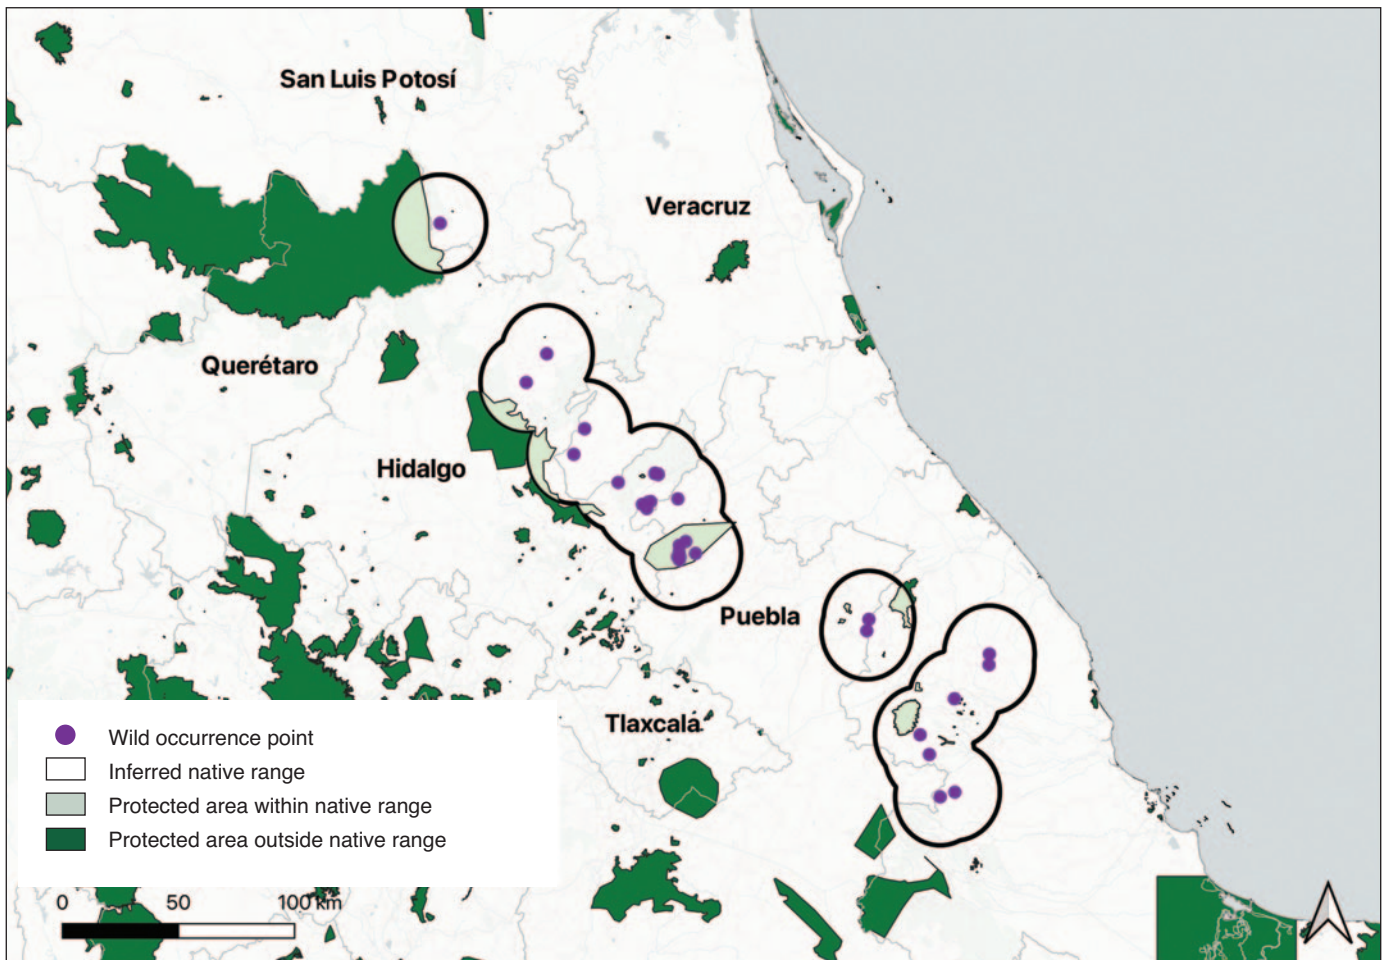 San Luis Potosí
Veracruz
Querétaro
Hidalgo
Puebla
Tlaxcala
Wild occurrence point
Inferred native range
Protected area within native range
Protected area outside native range
0 50 100 km